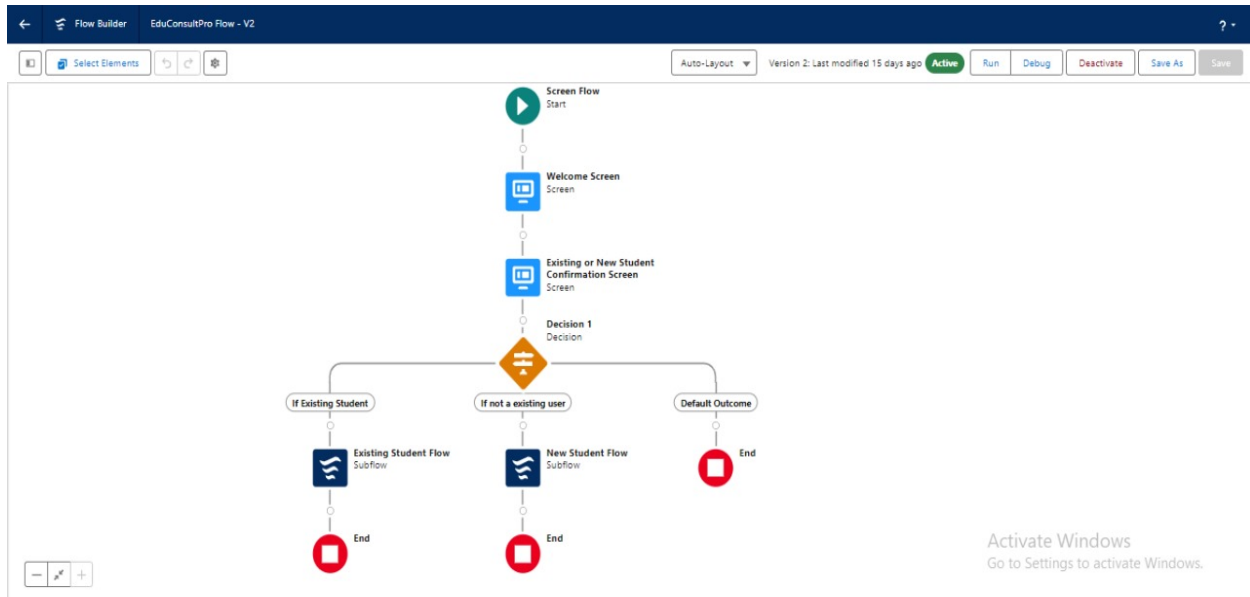 Flow Builder
EduConsultPro Flow - V2
?
Select Elements
Auto-Layout
Version 2: Last modified 15 days ago
Active
Run
Debug
Deactivate
Save As
Save
Screen Flow
Start
Welcome Screen
Screen
Existing or New Student
Confirmation Screen
Screen
Decision 1
Decision
If Existing Student
If not a existing user
Default Outcome
Existing Student Flow
Subflow
New Student Flow
Subflow
End
End
End
Activate Windows
Go to Settings to activate Windows.